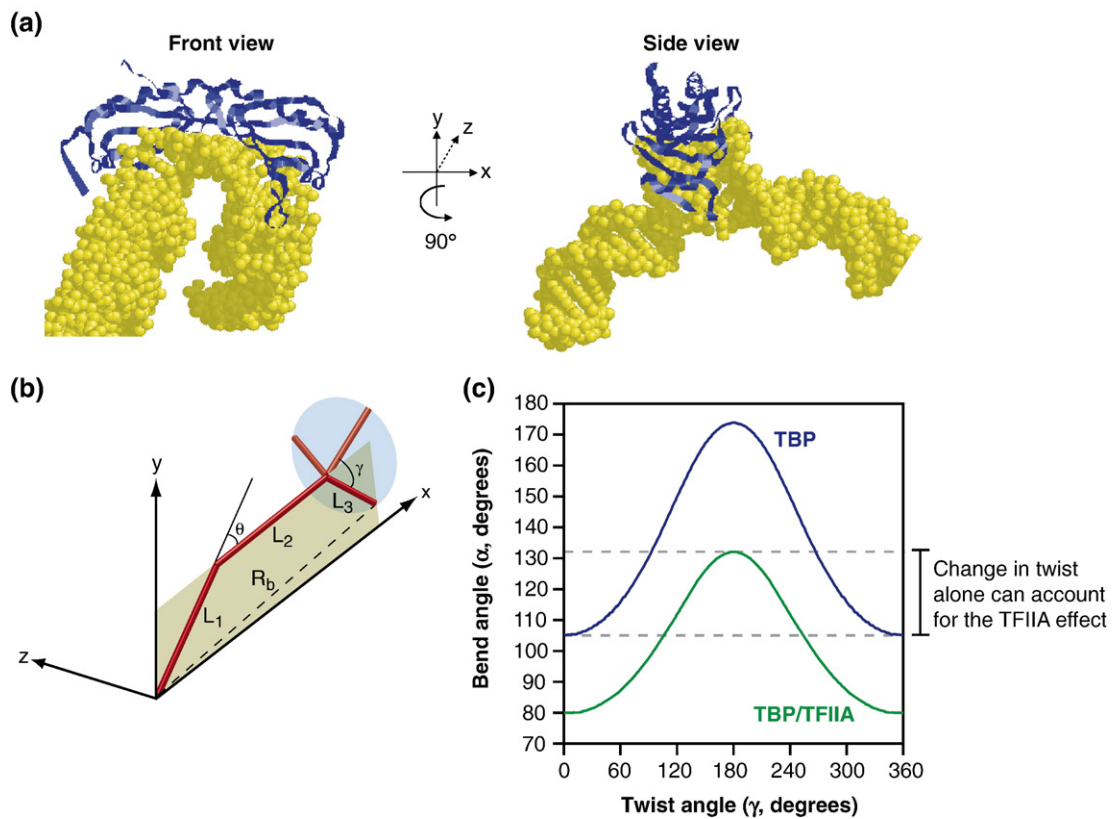 (a)
Front view
Side view
y
z
x
90°
(b)
y
z
x
θ
γ
L1
L2
L3
Rb
(c)
Bend angle (α, degrees)
180
170
160
150
140
130
120
110
100
90
80
70
TBP
TBP/TFIIA
Change in twist
alone can account
for the TFIIA effect
0
60
120
180
240
300
360
Twist angle (γ, degrees)